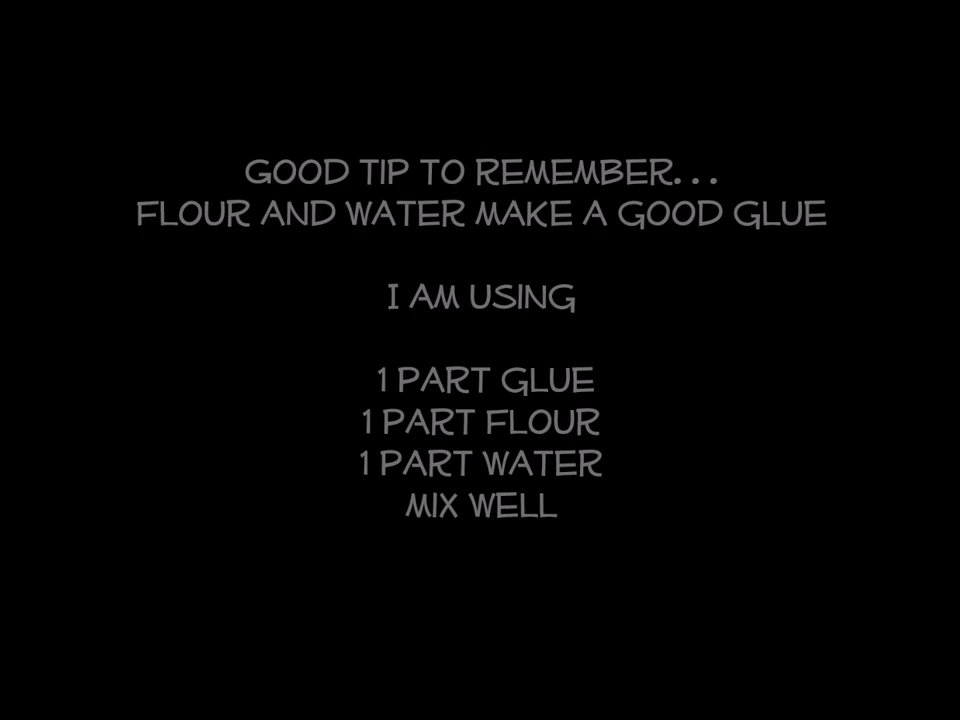 GOOD TIP TO REMEMBER...
FLOUR AND WATER MAKE A GOOD GLUE
I AM USING
1 PART GLUE
1 PART FLOUR
1 PART WATER
MIX WELL